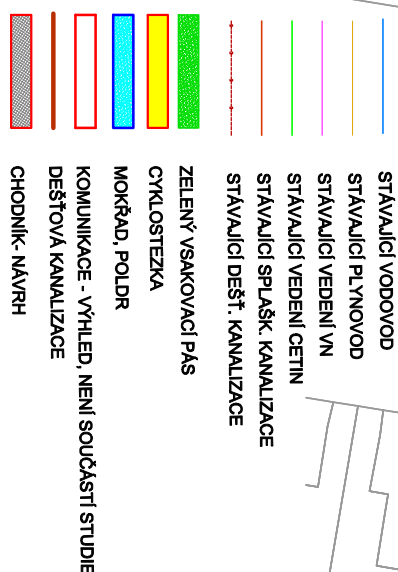 STÁVAJÍCÍ VODOVOD
STÁVAJÍCÍ PLYNOVOD
STÁVAJÍCÍ VEDENÍ VN
STÁVAJÍCÍ VEDENÍ CETIN
STÁVAJÍCÍ SPLAŠK. KANALIZACE
STÁVAJÍCÍ DEŠŤ. KANALIZACE
ZELENÝ VSAKOVACÍ PÁS
CYKLOSTEZKA
MOKŘAD, POLDR
KOMUNIKACE - VÝHLED, NENÍ SOUČÁSTÍ STUDIE
DEŠŤOVÁ KANALIZACE
CHODNÍK- NÁVRH